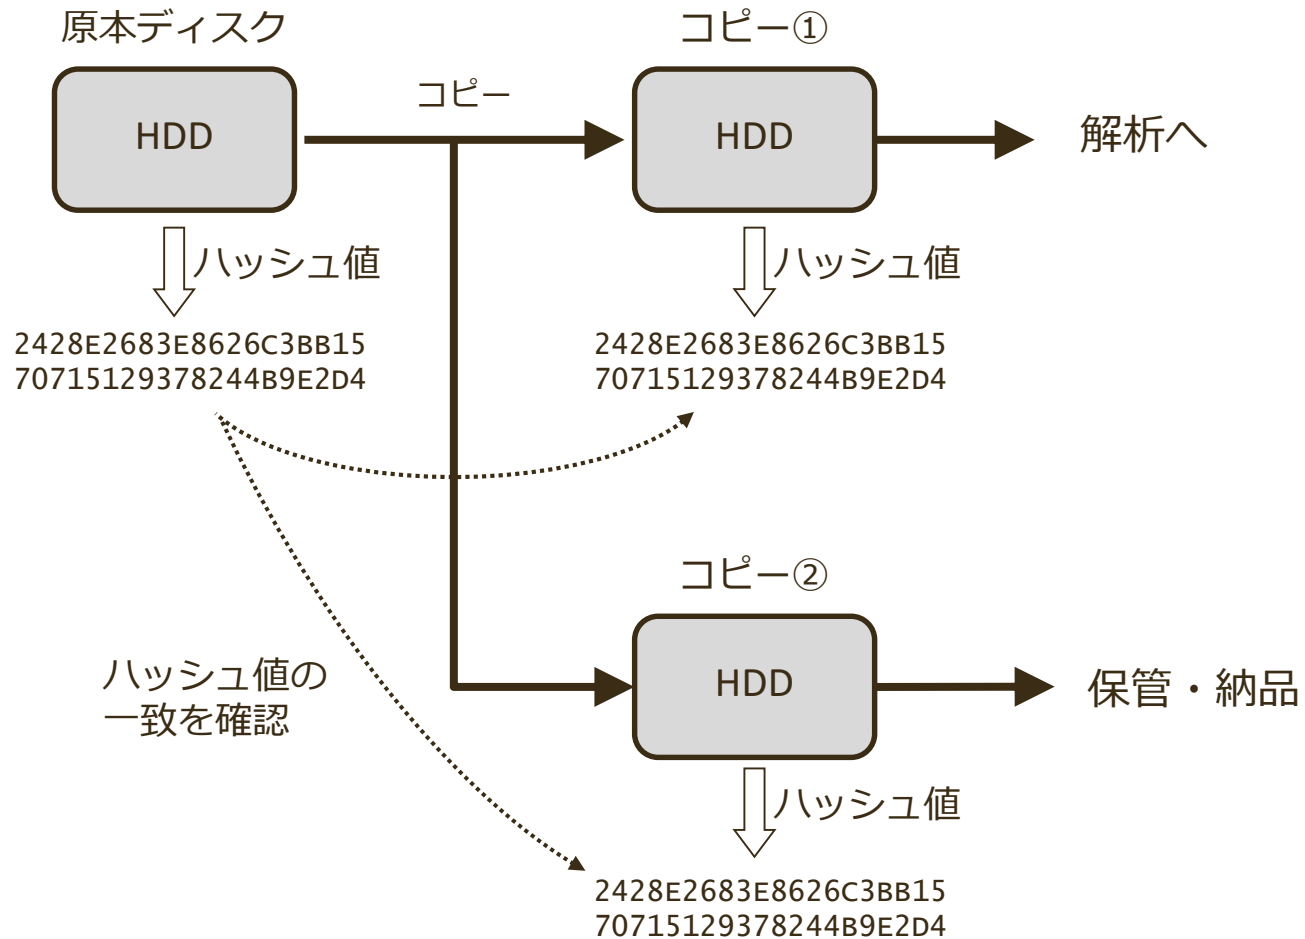 原本ディスク
HDD
コピー
コピー①
HDD
解析へ
ハッシュ値
2428E2683E8626C3BB15
70715129378244B9E2D4
ハッシュ値
2428E2683E8626C3BB15
70715129378244B9E2D4
コピー②
HDD
保管・納品
ハッシュ値の
一致を確認
ハッシュ値
2428E2683E8626C3BB15
70715129378244B9E2D4